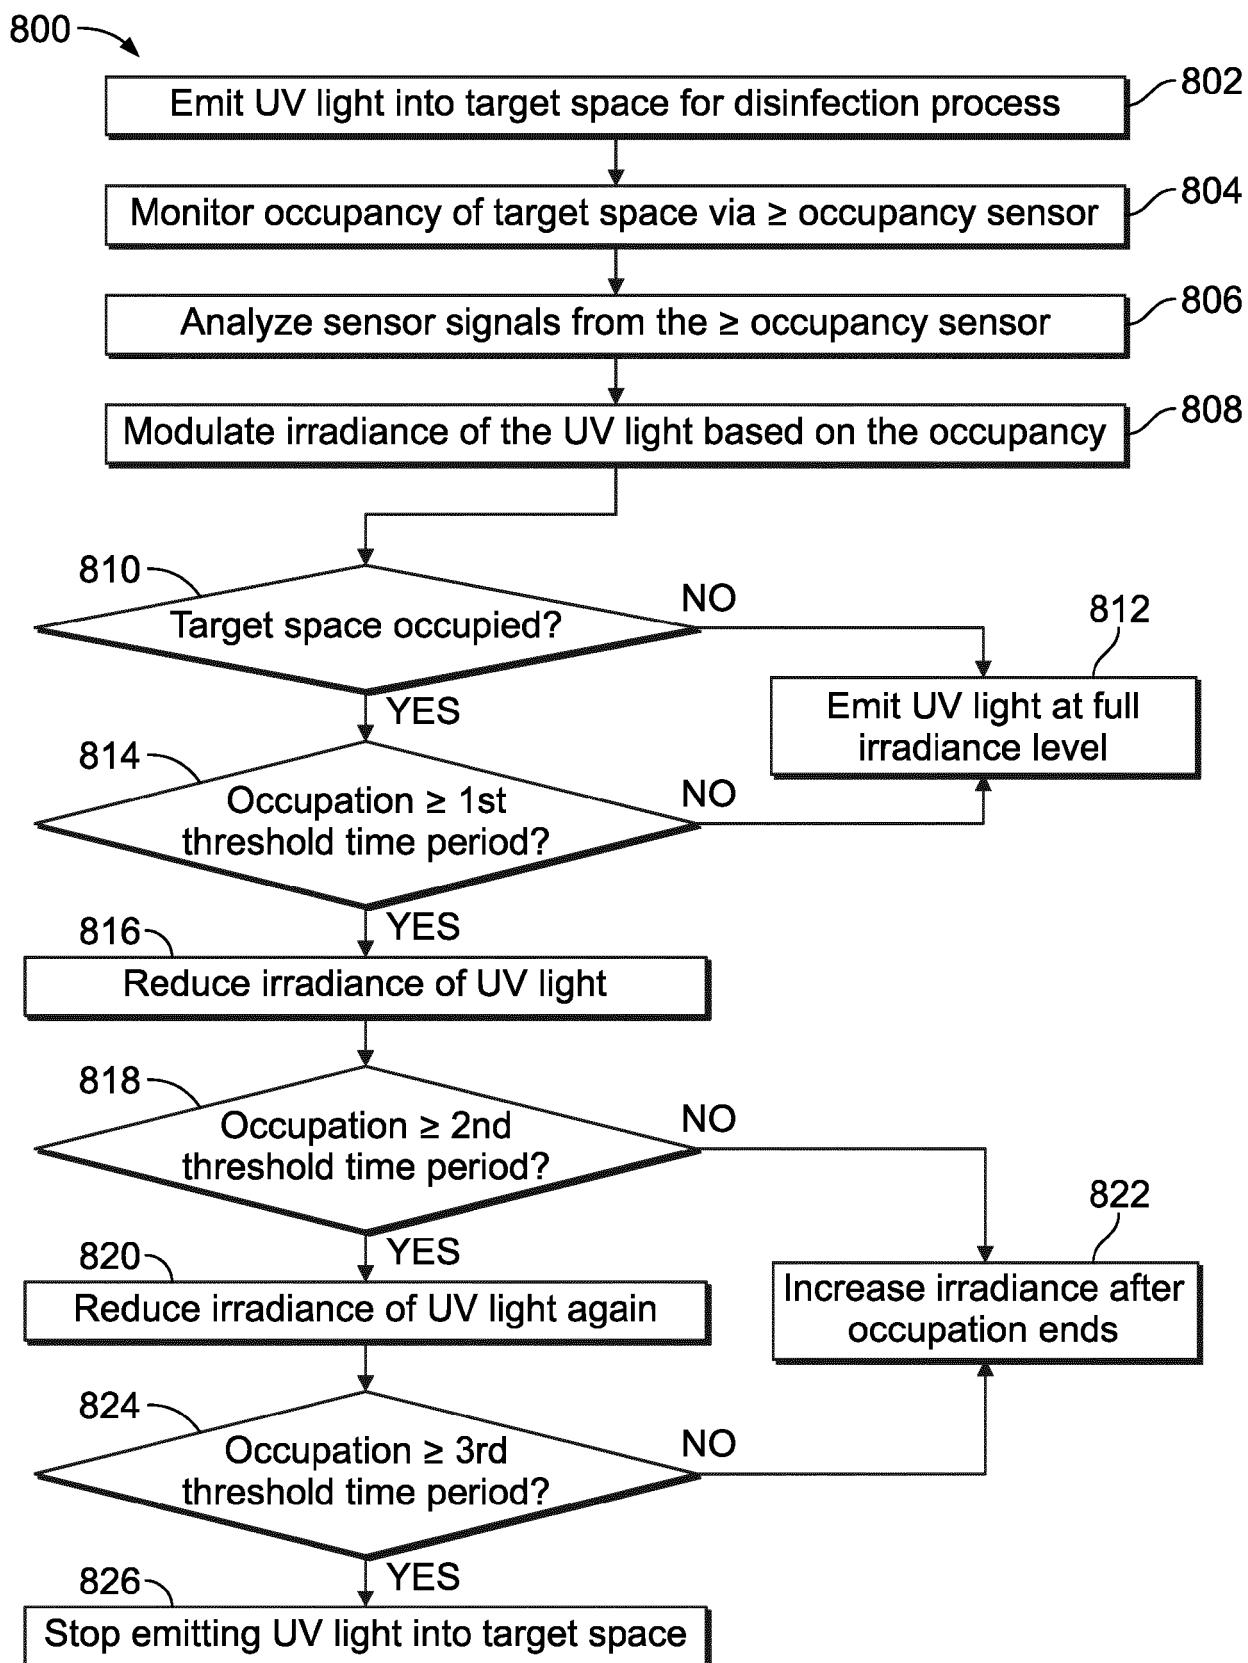 800
Emit UV light into target space for disinfection process
802
Monitor occupancy of target space via ≥ occupancy sensor
804
Analyze sensor signals from the ≥ occupancy sensor
806
Modulate irradiance of the UV light based on the occupancy
808
810
Target space occupied?
NO
YES
812
Emit UV light at full
irradiance level
814
Occupation ≥ 1st
threshold time period?
NO
YES
816
Reduce irradiance of UV light
818
Occupation ≥ 2nd
threshold time period?
NO
YES
820
Reduce irradiance of UV light again
822
Increase irradiance after
occupation ends
824
Occupation ≥ 3rd
threshold time period?
NO
YES
826
Stop emitting UV light into target space